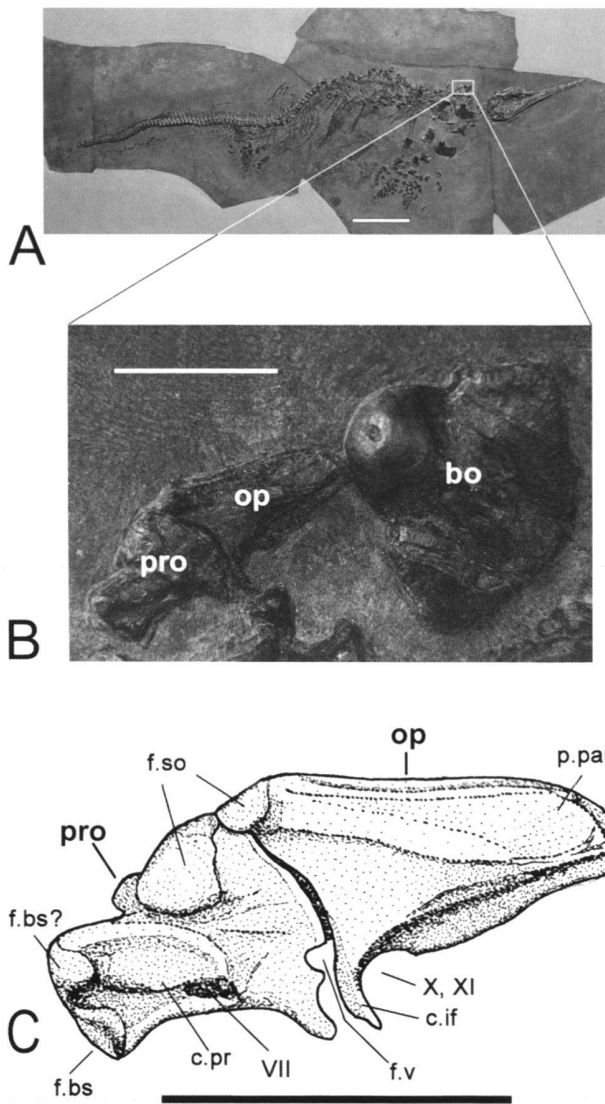 A
op
bo
pro
B
op
f.so
p.par
pro
f.bs?
X, XI
C
c.pr
VII
c.if
f.bs
f.v